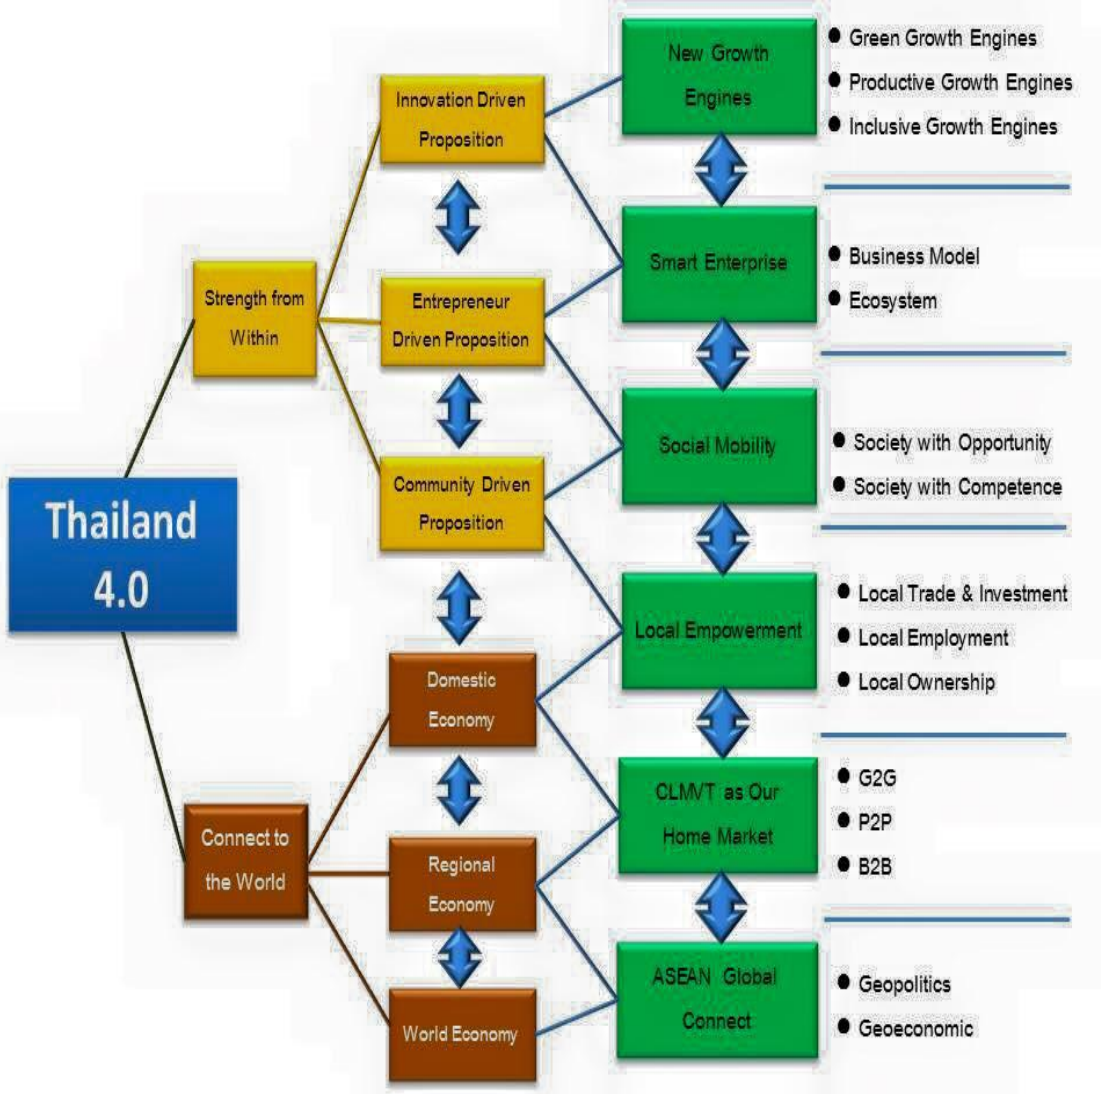 Thailand
4.0
Strength from
Within
Connect to
the World
Innovation Driven
Proposition
Entrepreneur
Driven Proposition
Community Driven
Proposition
Domestic
Economy
Regional
Economy
World Economy
New Growth
Engines
Green Growth Engines
Productive Growth Engines
Inclusive Growth Engines
Smart Enterprise
Business Model
Ecosystem
Social Mobility
Society with Opportunity
Society with Competence
Local Empowerment
Local Trade & Investment
Local Employment
Local Ownership
CLMVT as Our
Home Market
G2G
P2P
B2B
ASEAN Global
Connect
Geopolitics
Geoeconomic